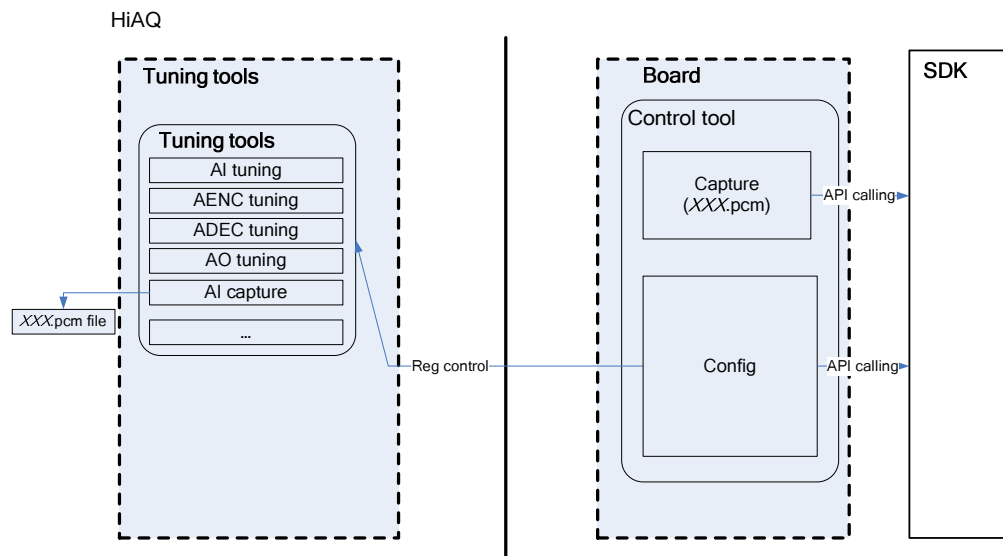 HiAQ
Tuning tools
Tuning tools
AI tuning
AENC tuning
ADEC tuning
AO tuning
AI capture
...
XXX.pcm file
Reg control
Board
Control tool
Capture
(XXX.pcm)
Config
API calling
API calling
SDK